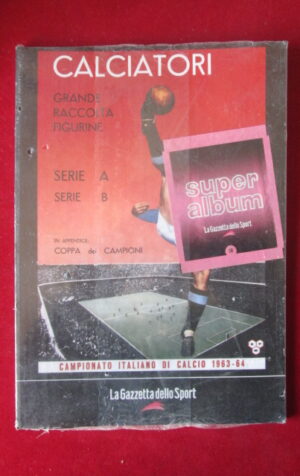 CALCIATORI
GRANDE
RACCOLTA
FIGURINE
SERIE A
SERIE B
IN APPENDICE:
COPPA dei CAMPIONI
super
album
La Gazzetta dello Sport
CAMPIONATO ITALIANO DI CALCIO 1963-64
La Gazzetta dello Sport